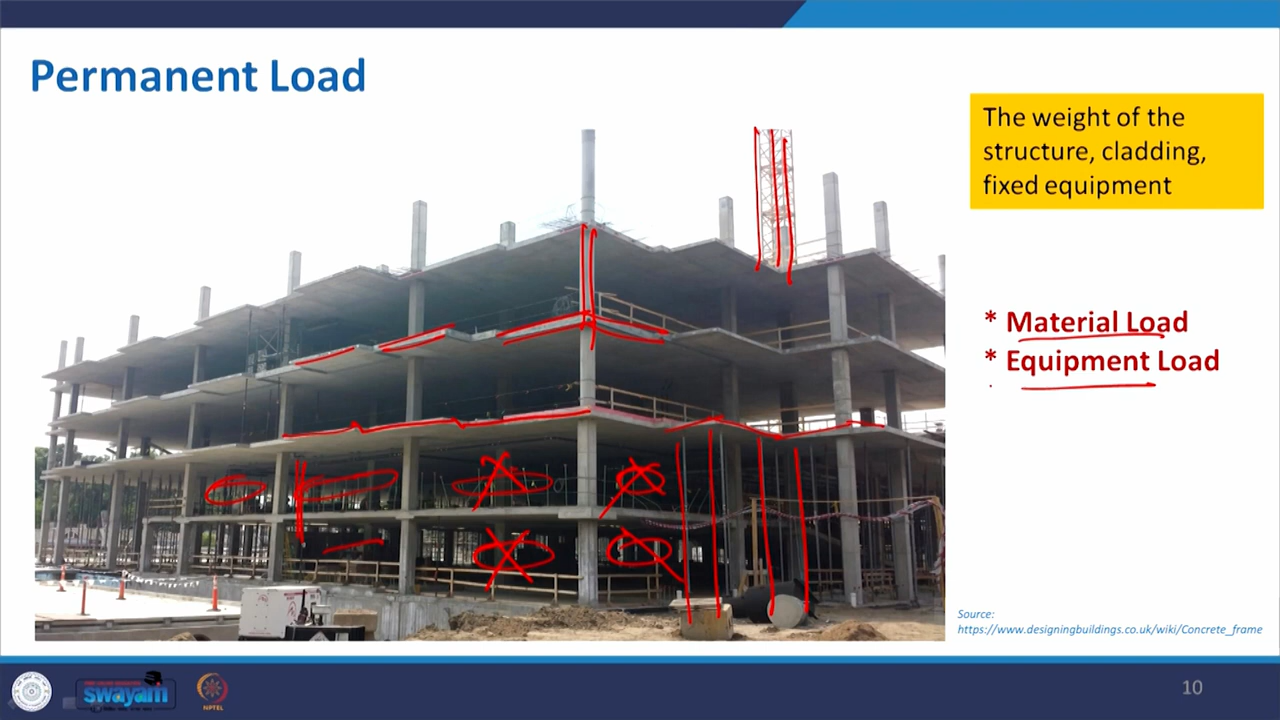 Permanent Load
The weight of the
structure, cladding,
fixed equipment
* Material Load
* Equipment Load
Source:
https://www.designingbuildings.co.uk/wiki/Concrete_frame
swayam
NPTEL
10